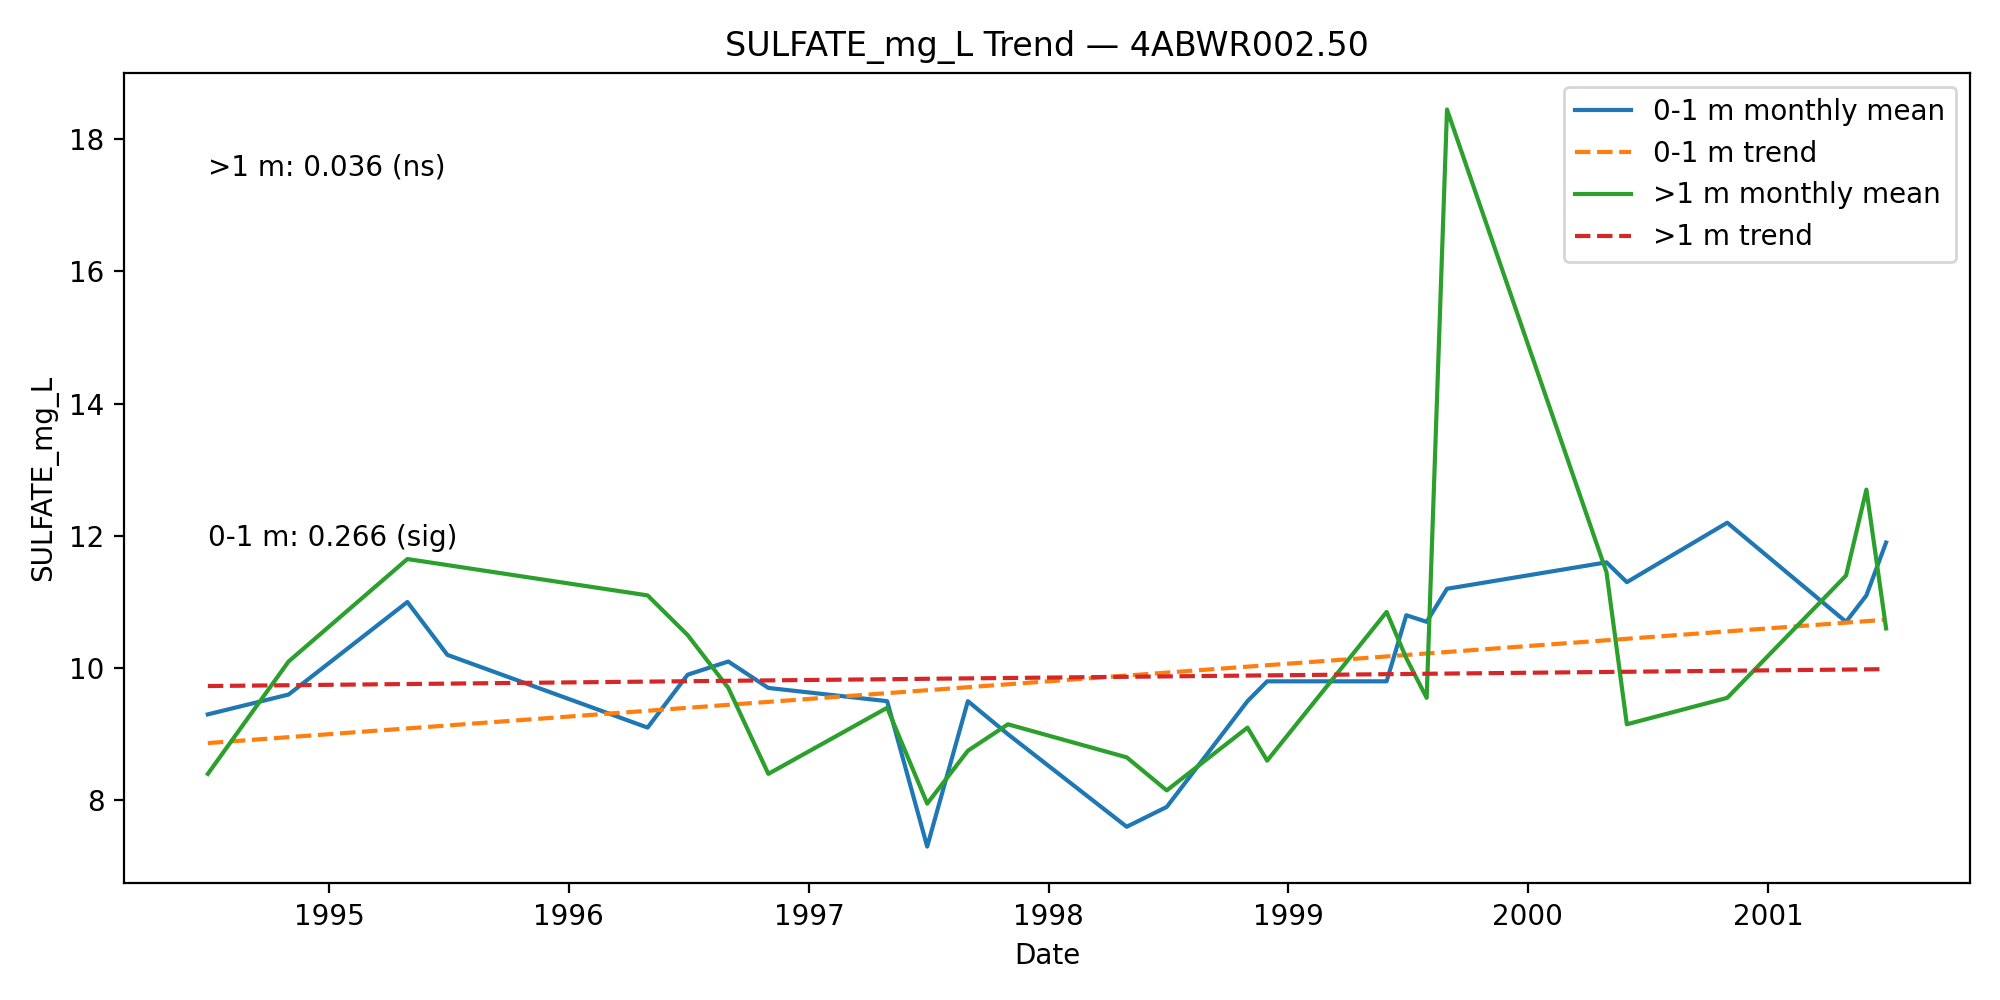 SULFATE_mg_L Trend — 4ABWR002.50
0-1 m monthly mean
0-1 m trend
>1 m monthly mean
>1 m trend
>1 m: 0.036 (ns)
0-1 m: 0.266 (sig)
SULFATE_mg_L
18
16
14
12
10
8
1995
1996
1997
1998
1999
2000
2001
Date